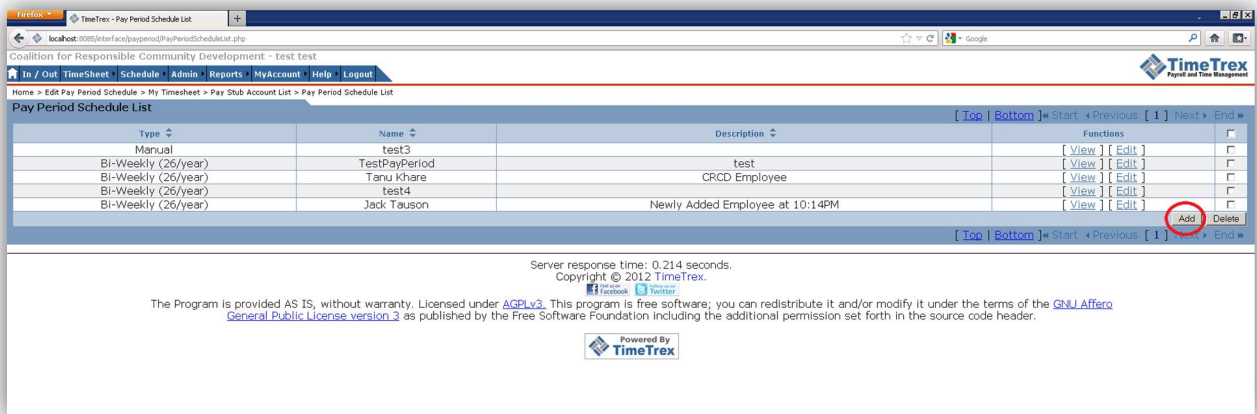 Firefox
TimeTrex - Pay Period Schedule List
localhost:8085/interface/payperiod/PayPeriodScheduleList.php
Google
Coalition for Responsible Community Development - test test
In / Out TimeSheet Schedule Admin Reports MyAccount Help Logout
TimeTrex
Payroll and Time Management
Home > Edit Pay Period Schedule > My Timesheet > Pay Stub Account List > Pay Period Schedule List
Pay Period Schedule List
[ Top | Bottom ] Start Previous [ 1 ] Next End
Type Name Description Functions
Manual test3 [ View ] [ Edit ]
Bi-Weekly (26/year) TestPayPeriod test [ View ] [ Edit ]
Bi-Weekly (26/year) Tanu Khare CRCD Employee [ View ] [ Edit ]
Bi-Weekly (26/year) test4 [ View ] [ Edit ]
Bi-Weekly (26/year) Jack Tauson Newly Added Employee at 10:14PM [ View ] [ Edit ]
Add Delete
[ Top | Bottom ] Start Previous [ 1 ] Next End
Server response time: 0.214 seconds.
Copyright © 2012 TimeTrex.
Find us on Facebook Follow us on Twitter
The Program is provided AS IS, without warranty. Licensed under AGPLv3. This program is free software; you can redistribute it and/or modify it under the terms of the GNU Affero
General Public License version 3 as published by the Free Software Foundation including the additional permission set forth in the source code header.
Powered By
TimeTrex